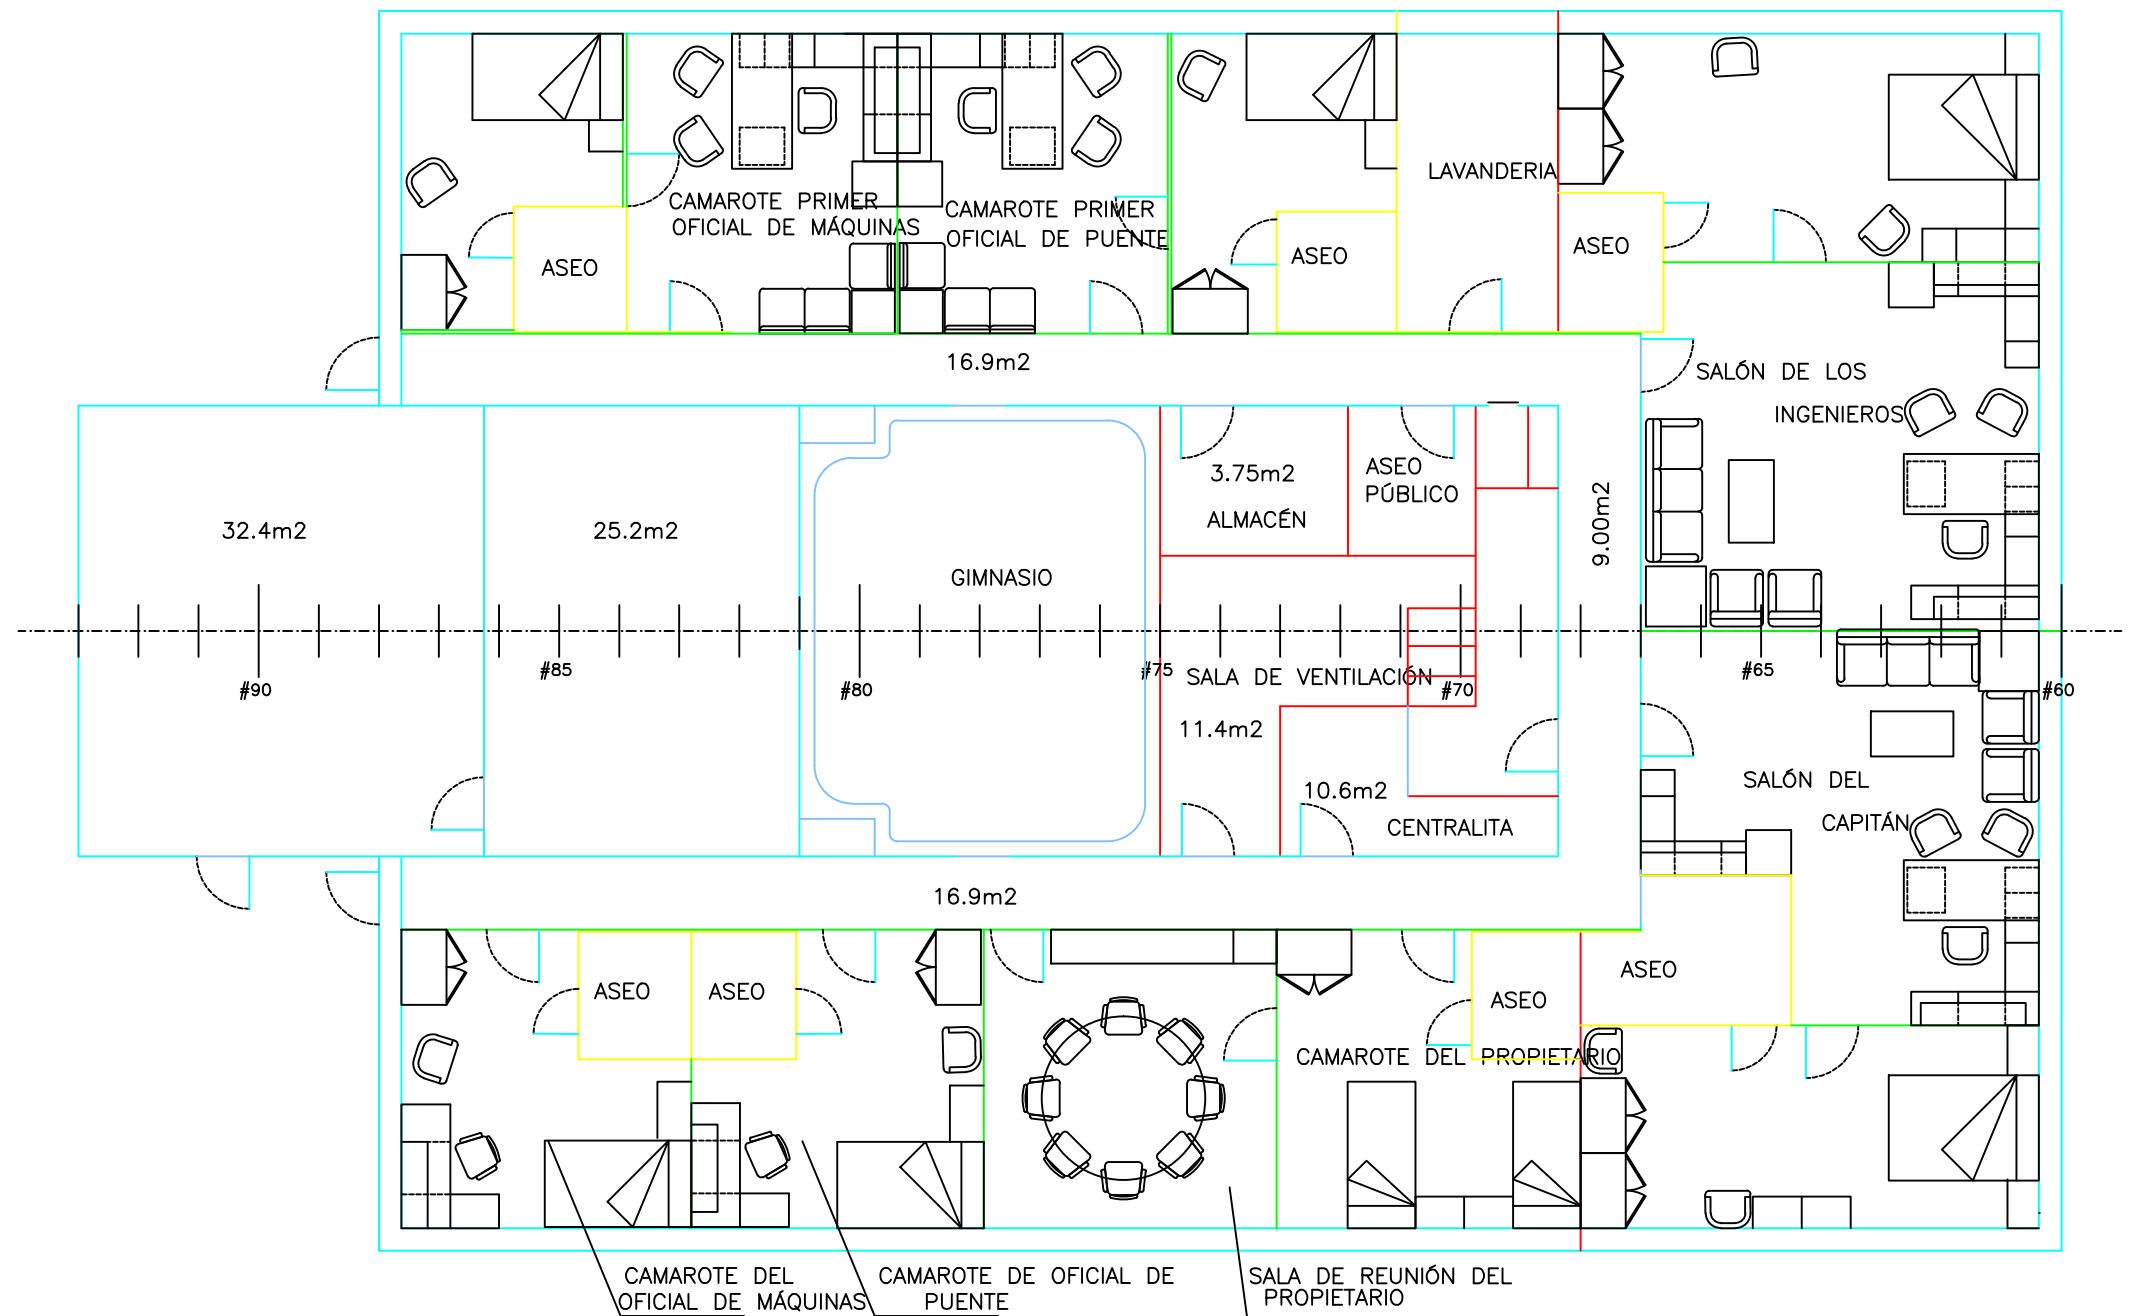 LAVANDERIA
CAMAROTE PRIMER
OFICIAL DE MÁQUINAS
CAMAROTE PRIMER
OFICIAL DE PUENTE
ASEO
ASEO
ASEO
16.9m2
SALÓN DE LOS
INGENIEROS
3.75m2
ALMACÉN
ASEO
PÚBLICO
9.00m2
32.4m2
25.2m2
GIMNASIO
#90
#85
#80
#75
#70
#65
#60
SALA DE VENTILACIÓN
11.4m2
10.6m2
CENTRALITA
SALÓN DEL
CAPITÁN
16.9m2
ASEO
ASEO
ASEO
ASEO
CAMAROTE DEL PROPIETARIO
CAMAROTE DEL
OFICIAL DE MÁQUINAS
CAMAROTE DE OFICIAL DE
PUENTE
SALA DE REUNIÓN DEL
PROPIETARIO